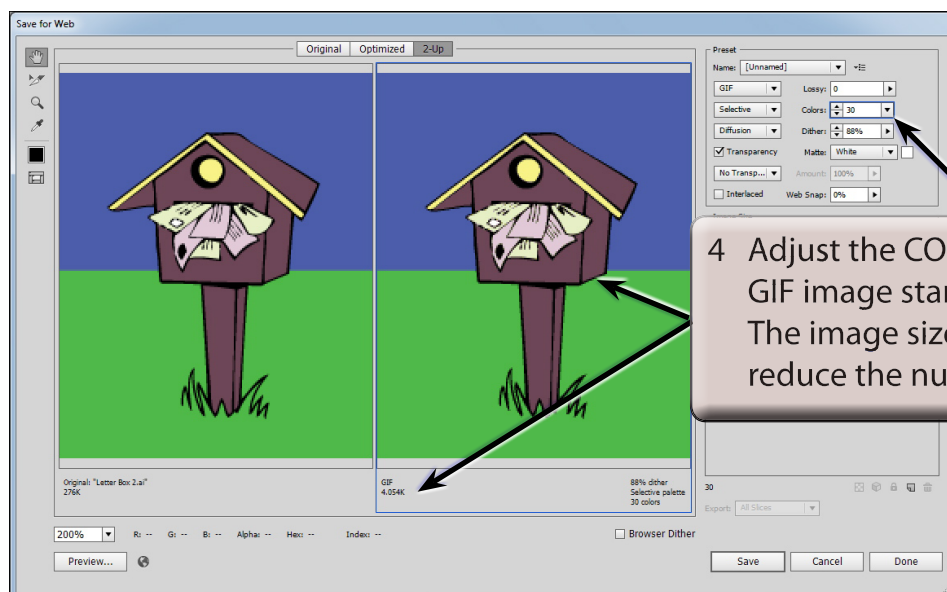 Save for Web
Original Optimized 2-Up
Preset
Name: [Unnamed]
GIF Lossy: 0
Selective Colors: 30
Diffusion Dither: 88%
Transparency Matte: White
No Transp... Amount: 100%
Interlaced Web Snap: 0%
4 Adjust the CO
GIF image star
The image size
reduce the nu
Original: "Letter Box 2.ai"
276K
GIF
4.054K
88% dither
Selective palette
30 colors
30
Export: All Slices
200% R: -- G: -- B: -- Alpha: -- Hex: -- Index: --
Browser Dither
Preview...
Save Cancel Done